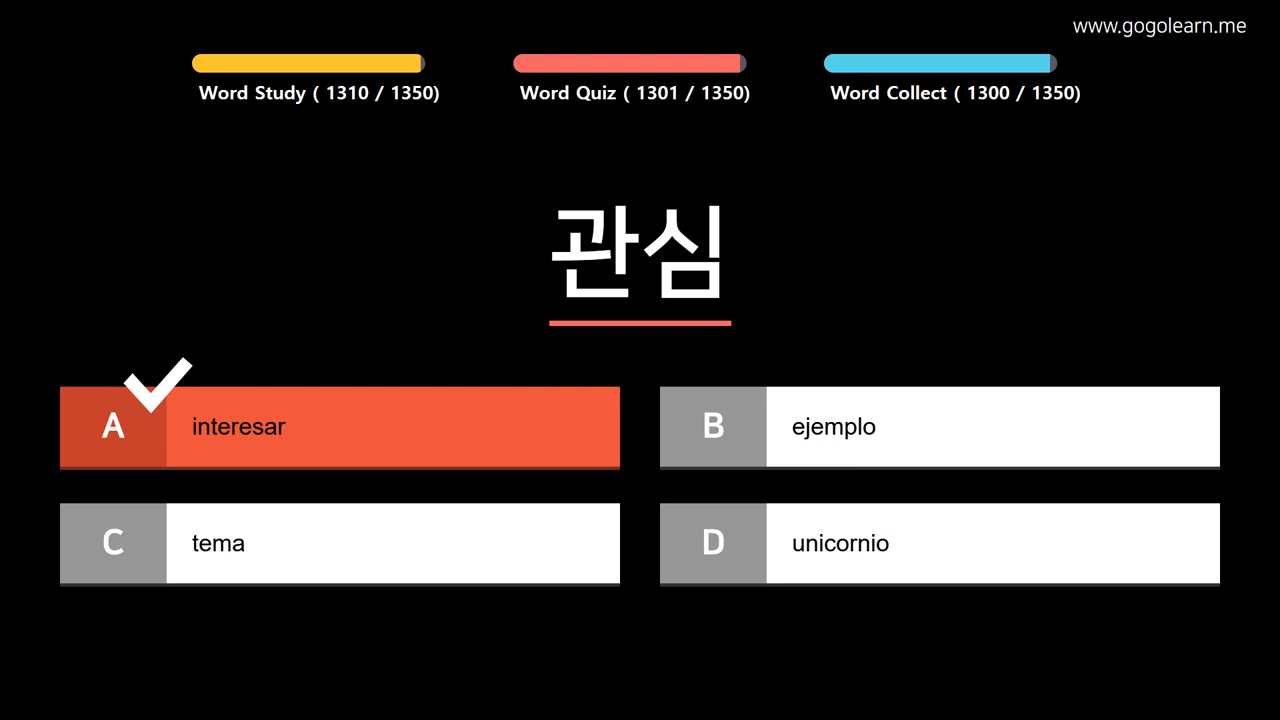 www.gogolearn.me
Word Study ( 1310 / 1350)
Word Quiz ( 1301 / 1350)
Word Collect ( 1300 / 1350)
관심
A interesar
B ejemplo
C tema
D unicornio